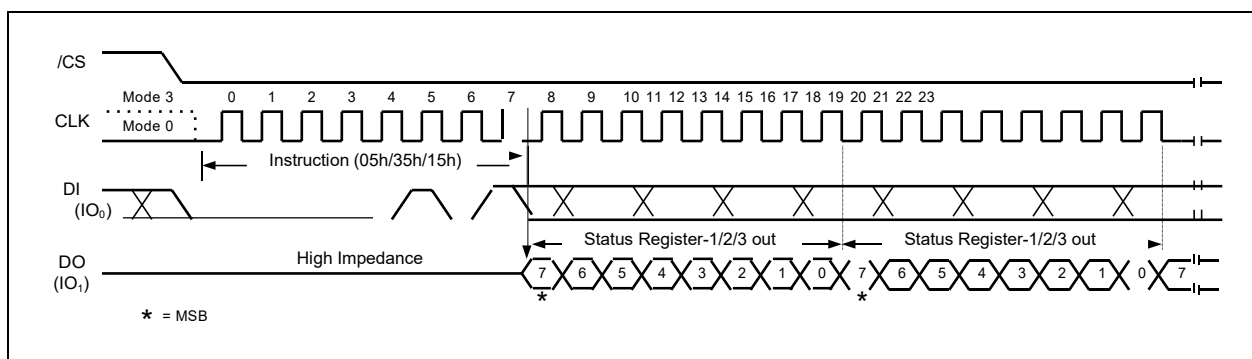 /CS
Mode 3
0 1 2 3 4 5 6 7 8 9 10 11 12 13 14 15 16 17 18 19 20 21 22 23
CLK
Mode 0
Instruction (05h/35h/15h)
DI
(IO₀)
Status Register-1/2/3 out
Status Register-1/2/3 out
High Impedance
DO
(IO₁)
7 6 5 4 3 2 1 0 7 6 5 4 3 2 1 0 7
* *
* = MSB